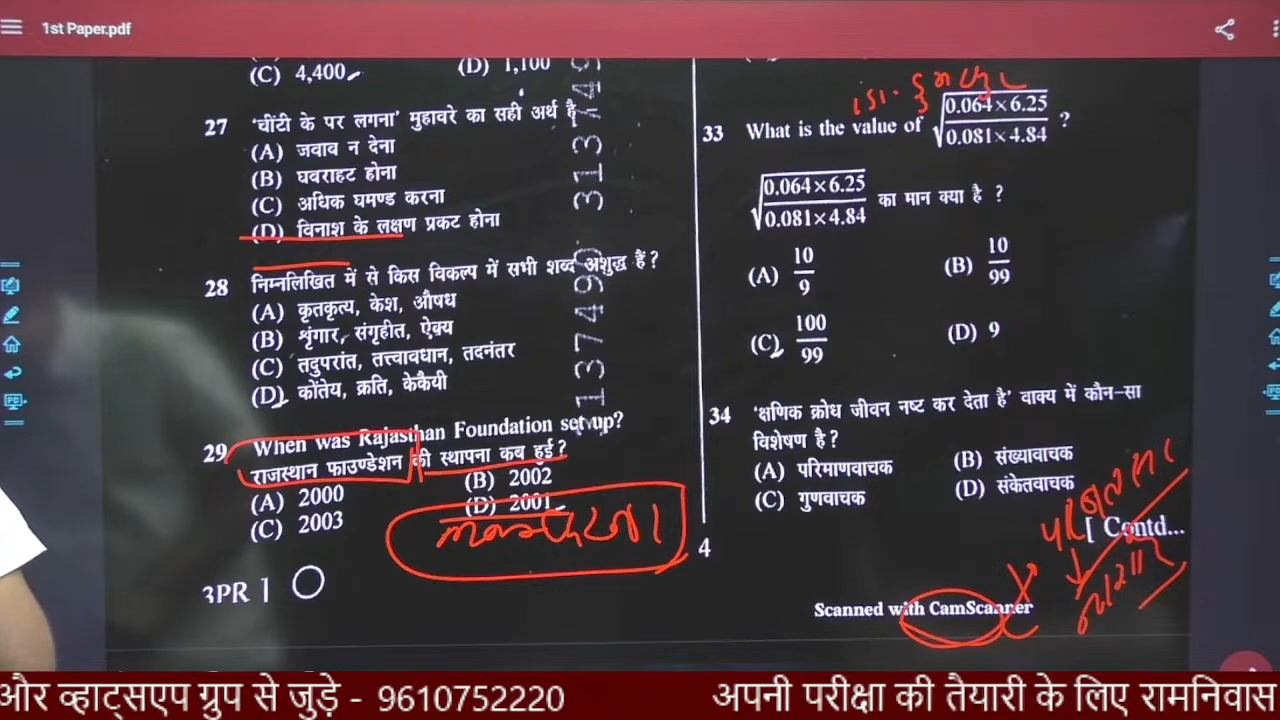 1st Paper.pdf
(C) 4,400 (D) 1,100
27 'चींटी के पर लगना' मुहावरे का सही अर्थ है
(A) जवाब न देना
(B) घबराहट होना
(C) अधिक घमण्ड करना
(D) विनाश के लक्षण प्रकट होना
28 निम्नलिखित में से किस विकल्प में सभी शब्द अशुद्ध हैं ?
(A) कृतकृत्य, केश, औषध
(B) शृंगार, संगृहीत, ऐक्य
(C) तदुपरांत, तत्त्वावधान, तदनंतर
(D) कोंतेय, क्रति, केकैयी
29 When was Rajasthan Foundation set up?
राजस्थान फाउण्डेशन की स्थापना कब हुई ?
(A) 2000 (B) 2002
(C) 2003 (D) 2001
3PR 1
33 What is the value of √(0.064×6.25 / 0.081×4.84) ?
√(0.064×6.25 / 0.081×4.84) का मान क्या है ?
(A) 10/9 (B) 10/99
(C) 100/99 (D) 9
34 'क्षणिक क्रोध जीवन नष्ट कर देता है' वाक्य में कौन-सा
विशेषण है ?
(A) परिमाणवाचक (B) संख्यावाचक
(C) गुणवाचक (D) संकेतवाचक
4
[ Contd...
Scanned with CamScanner
और व्हाट्सएप ग्रुप से जुड़े - 9610752220 अपनी परीक्षा की तैयारी के लिए रामनिवास